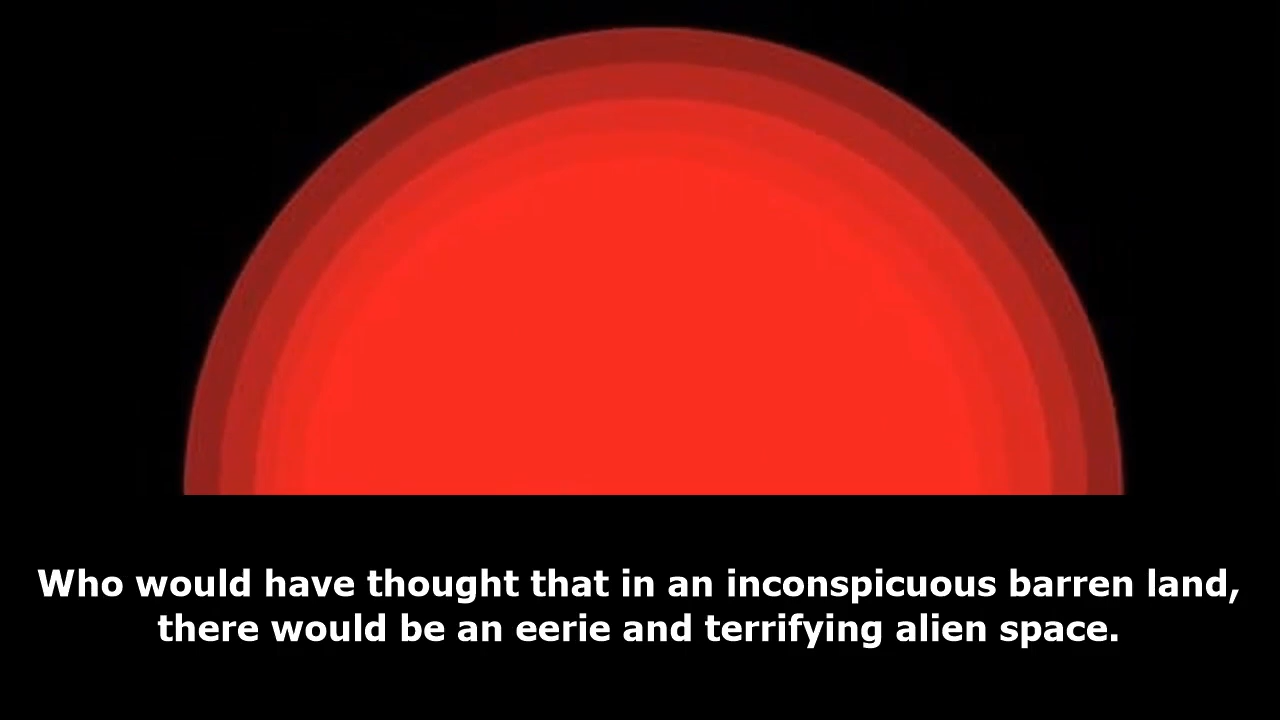 Who would have thought that in an inconspicuous barren land,
there would be an eerie and terrifying alien space.